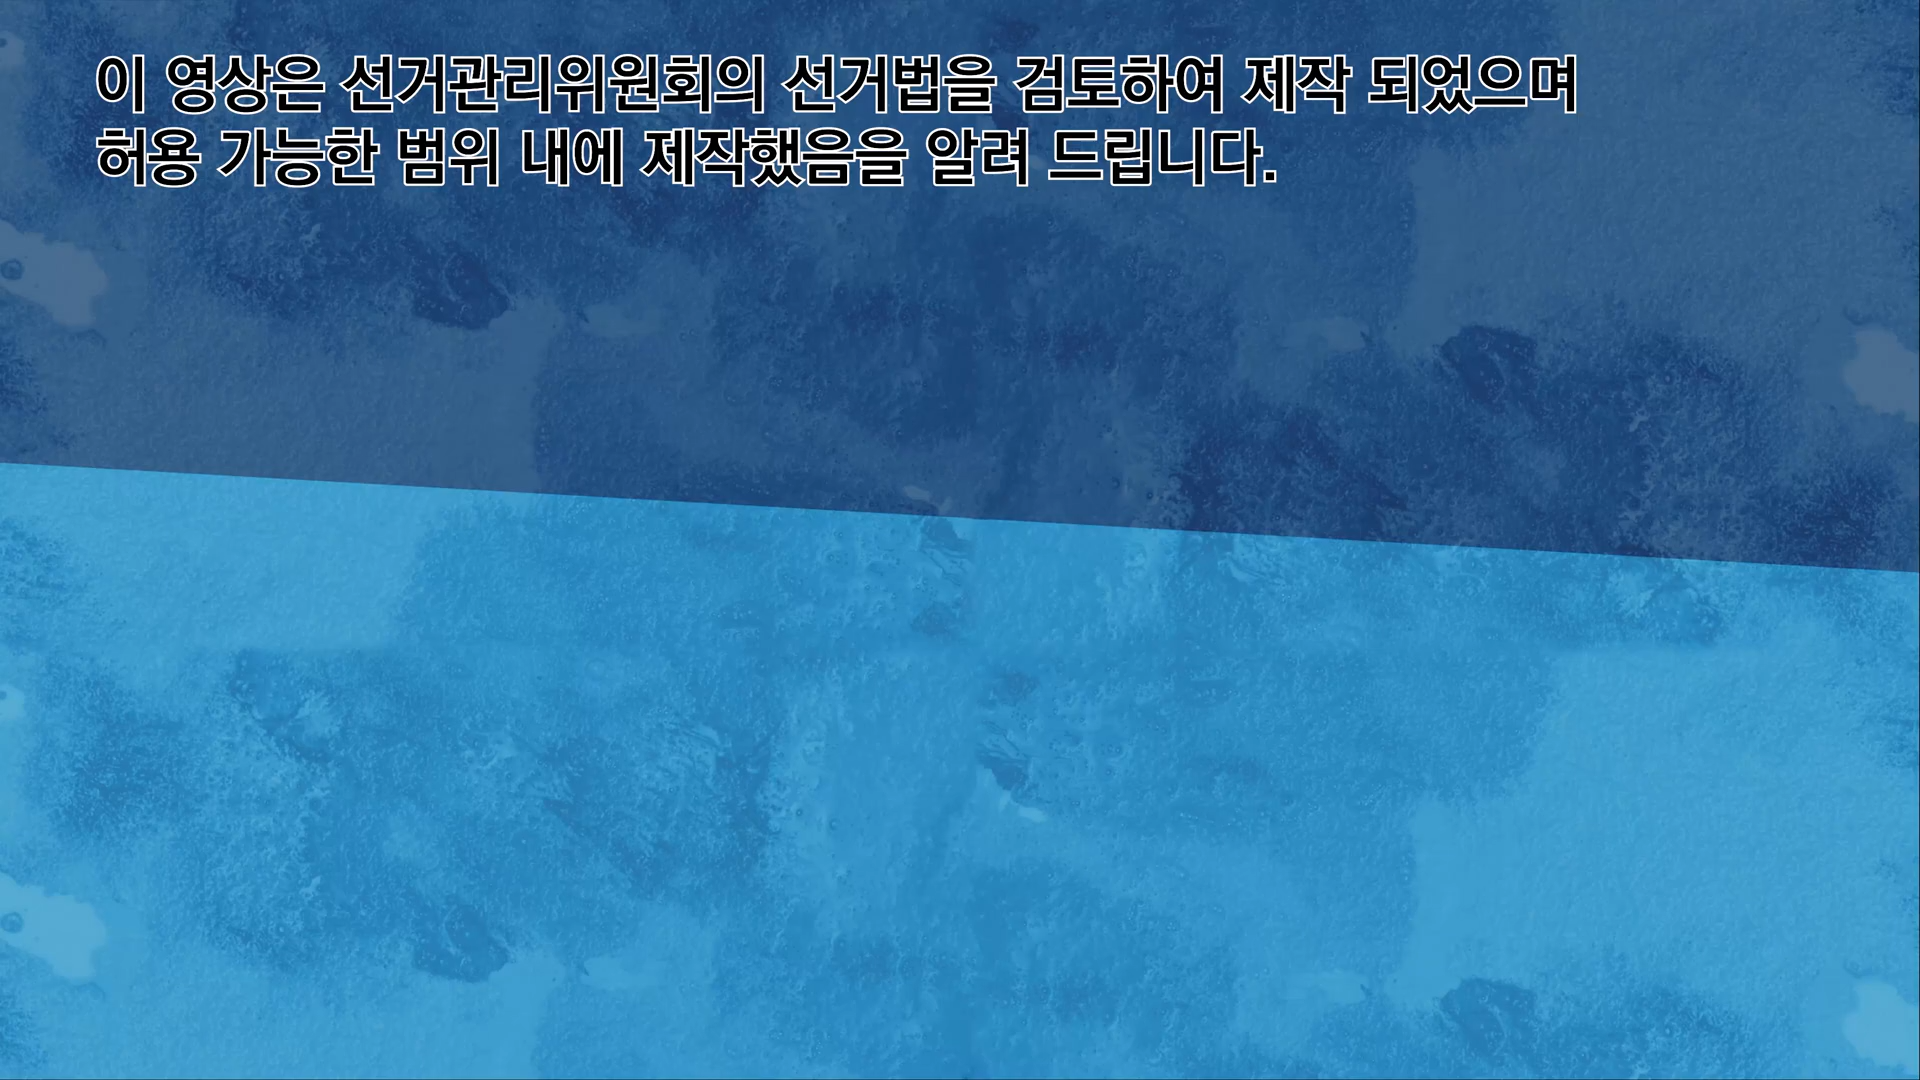 이 영상은 선거관리위원회의 선거법을 검토하여 제작 되었으며
허용 가능한 범위 내에 제작했음을 알려 드립니다.